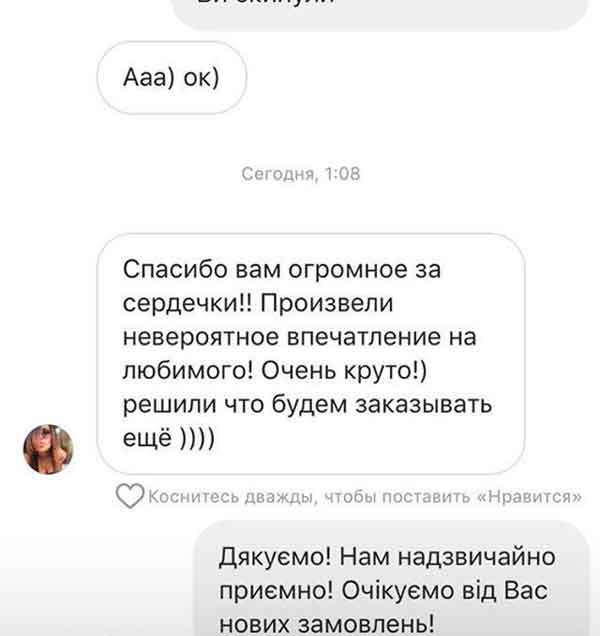 Ааа) ок)
Сегодня, 1:08
Спасибо вам огромное за
сердечки!! Произвели
невероятное впечатление на
любимого! Очень круто!)
решили что будем заказывать
ещё ))))
Коснитесь дважды, чтобы поставить «Нравится»
Дякуємо! Нам надзвичайно
приємно! Очікуємо від Вас
нових замовлень!